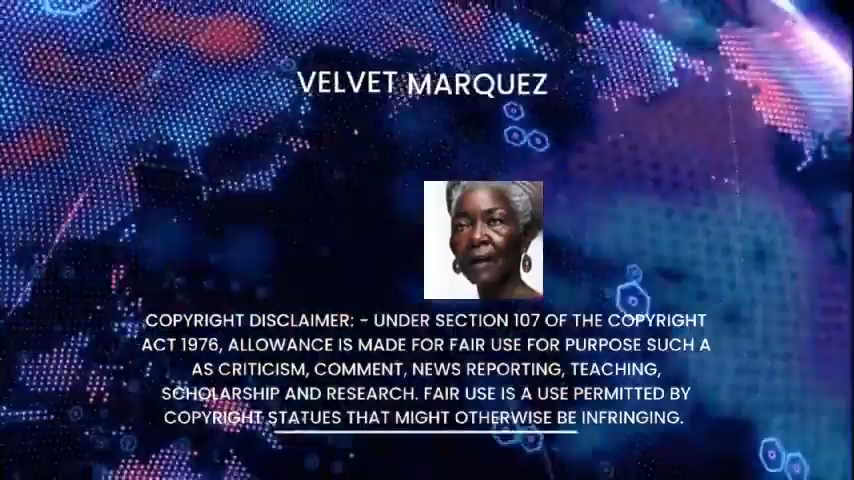 VELVET MARQUEZ
COPYRIGHT DISCLAIMER: - UNDER SECTION 107 OF THE COPYRIGHT
ACT 1976, ALLOWANCE IS MADE FOR FAIR USE FOR PURPOSE SUCH A
AS CRITICISM, COMMENT, NEWS REPORTING, TEACHING,
SCHOLARSHIP AND RESEARCH. FAIR USE IS A USE PERMITTED BY
COPYRIGHT STATUES THAT MIGHT OTHERWISE BE INFRINGING.